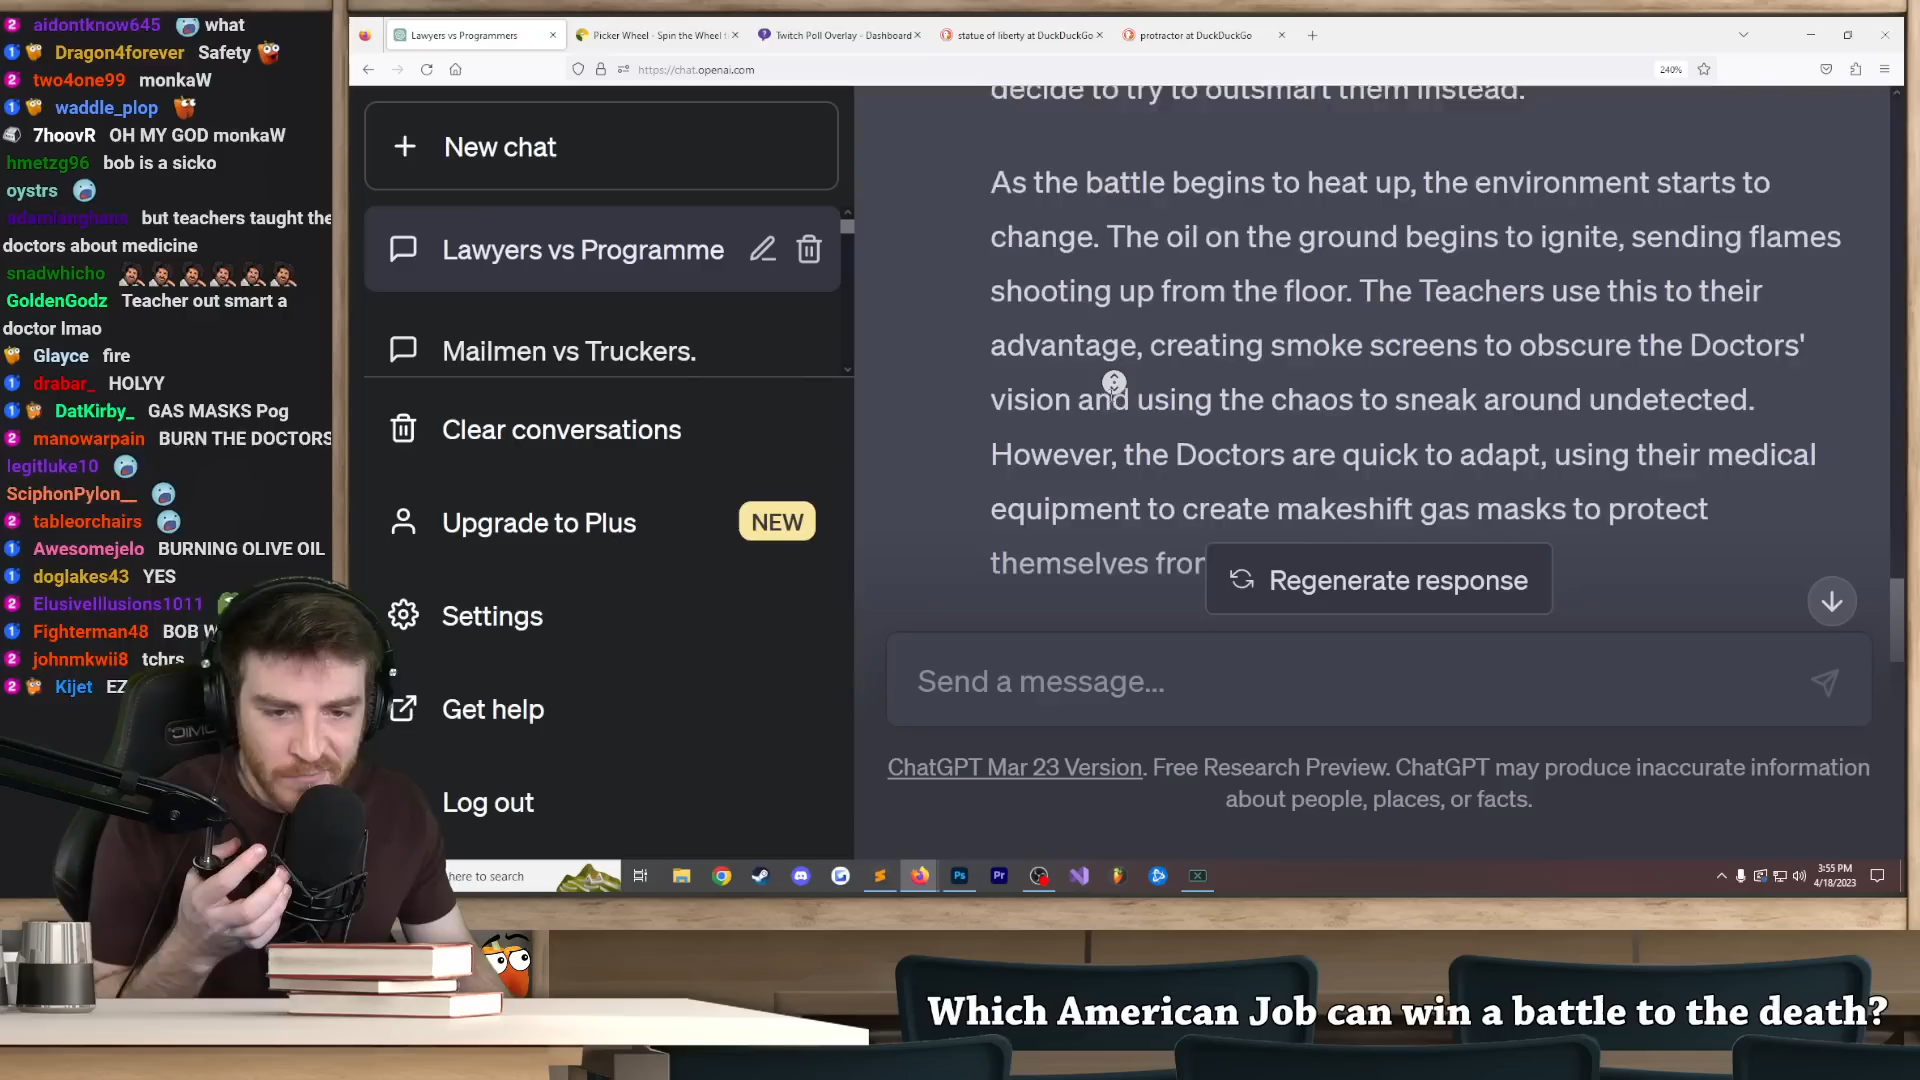 aidontknow645 what
Dragon4forever Safety
two4one99 monkaW
waddle_plop
7hoovR OH MY GOD monkaW
hmetzg96 bob is a sicko
oystrs
but teachers taught the
doctors about medicine
snadwhicho
GoldenGodz Teacher out smart a
doctor lmao
Glayce fire
drabar_ HOLYY
DatKirby_ GAS MASKS Pog
manowarpain BURN THE DOCTORS
legitluke10
SciphonPylon__
tableorchairs
Awesomejelo BURNING OLIVE OIL
doglakes43 YES
ElusiveIllusions1011
Fighterman48 BOB W
johnmkwii8 tchrs
Kijet EZ
Lawyers vs Programmers
Picker Wheel - Spin the Wheel
Twitch Poll Overlay - Dashboard
statue of liberty at DuckDuckGo
protractor at DuckDuckGo
https://chat.openai.com
240%
New chat
Lawyers vs Programme
Mailmen vs Truckers.
Clear conversations
Upgrade to Plus NEW
Settings
Get help
Log out
decide to try to outsmart them instead.
As the battle begins to heat up, the environment starts to
change. The oil on the ground begins to ignite, sending flames
shooting up from the floor. The Teachers use this to their
advantage, creating smoke screens to obscure the Doctors'
vision and using the chaos to sneak around undetected.
However, the Doctors are quick to adapt, using their medical
equipment to create makeshift gas masks to protect
themselves from
Regenerate response
Send a message...
ChatGPT Mar 23 Version. Free Research Preview. ChatGPT may produce inaccurate information
about people, places, or facts.
here to search
Ps
Pr
3:55 PM
4/18/2023
Which American Job can win a battle to the death?